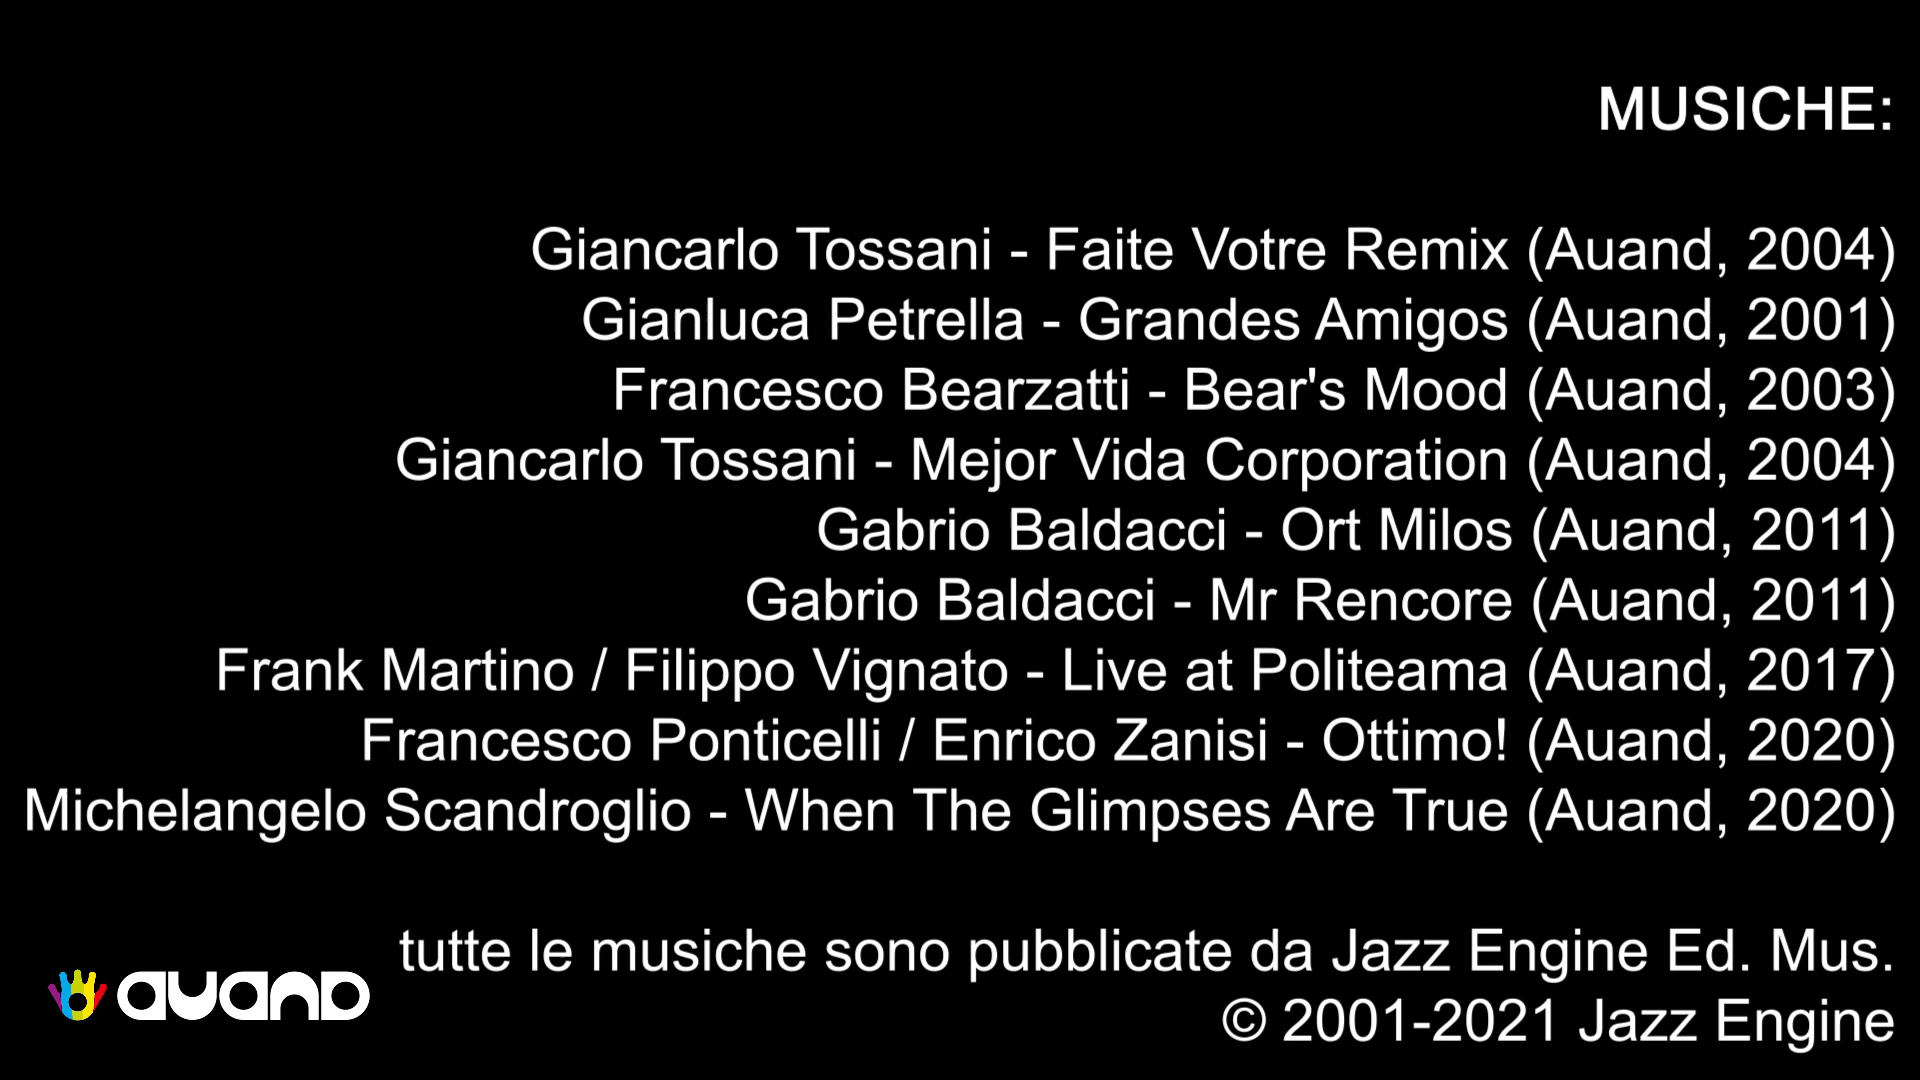 MUSICHE:
Giancarlo Tossani - Faite Votre Remix (Auand, 2004)
Gianluca Petrella - Grandes Amigos (Auand, 2001)
Francesco Bearzatti - Bear's Mood (Auand, 2003)
Giancarlo Tossani - Mejor Vida Corporation (Auand, 2004)
Gabrio Baldacci - Ort Milos (Auand, 2011)
Gabrio Baldacci - Mr Rencore (Auand, 2011)
Frank Martino / Filippo Vignato - Live at Politeama (Auand, 2017)
Francesco Ponticelli / Enrico Zanisi - Ottimo! (Auand, 2020)
Michelangelo Scandroglio - When The Glimpses Are True (Auand, 2020)
tutte le musiche sono pubblicate da Jazz Engine Ed. Mus.
© 2001-2021 Jazz Engine
auand